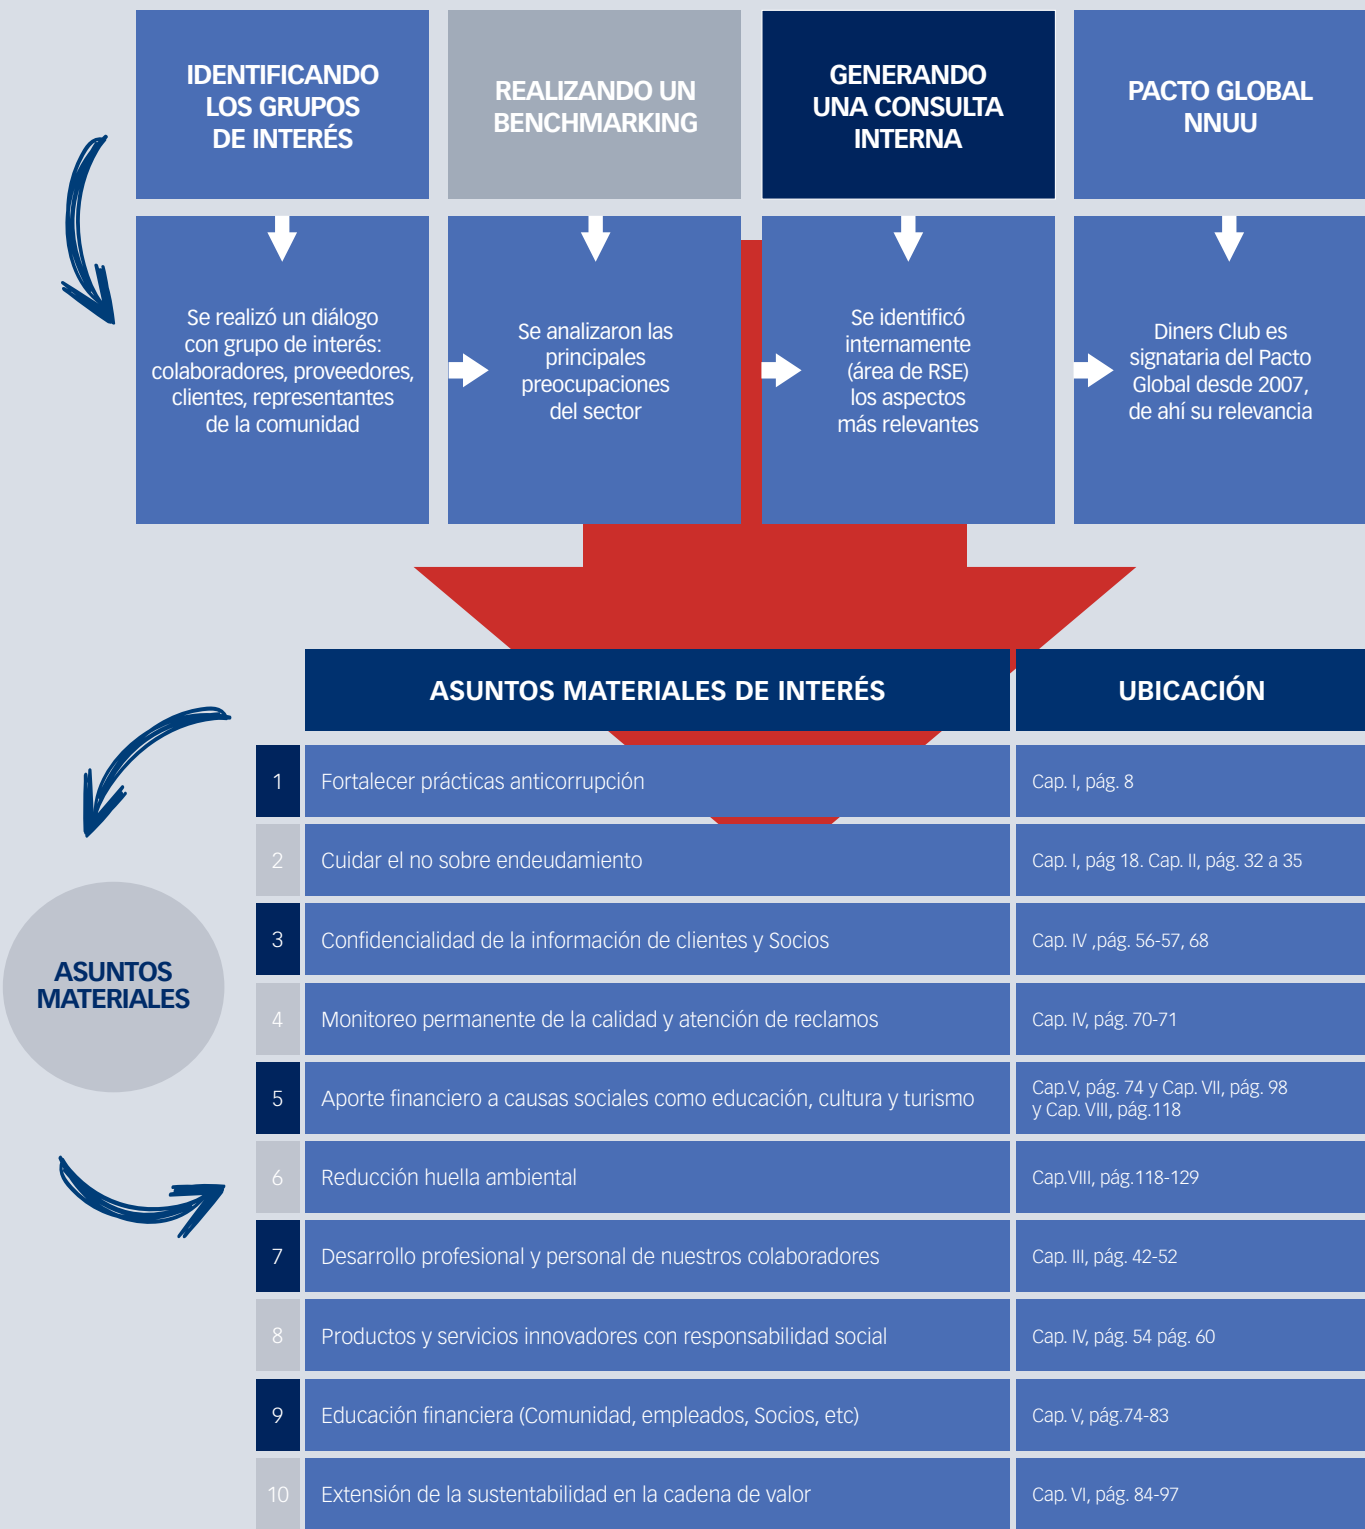 IDENTIFICANDO
LOS GRUPOS
DE INTERÉS
REALIZANDO UN
BENCHMARKING
GENERANDO
UNA CONSULTA
INTERNA
PACTO GLOBAL
NNUU
Se realizó un diálogo
con grupo de interés:
colaboradores, proveedores,
clientes, representantes
de la comunidad
Se analizaron las
principales
preocupaciones
del sector
Se identificó
internamente
(área de RSE)
los aspectos
más relevantes
Diners Club es
signataria del Pacto
Global desde 2007,
de ahí su relevancia
ASUNTOS MATERIALES DE INTERÉS
UBICACIÓN
ASUNTOS
MATERIALES
1 Fortalecer prácticas anticorrupción Cap. I, pág. 8
2 Cuidar el no sobre endeudamiento Cap. I, pág 18. Cap. II, pág. 32 a 35
3 Confidencialidad de la información de clientes y Socios Cap. IV ,pág. 56-57, 68
4 Monitoreo permanente de la calidad y atención de reclamos Cap. IV, pág. 70-71
5 Aporte financiero a causas sociales como educación, cultura y turismo Cap.V, pág. 74 y Cap. VII, pág. 98
y Cap. VIII, pág.118
6 Reducción huella ambiental Cap.VIII, pág.118-129
7 Desarrollo profesional y personal de nuestros colaboradores Cap. III, pág. 42-52
8 Productos y servicios innovadores con responsabilidad social Cap. IV, pág. 54 pág. 60
9 Educación financiera (Comunidad, empleados, Socios, etc) Cap. V, pág.74-83
10 Extensión de la sustentabilidad en la cadena de valor Cap. VI, pág. 84-97